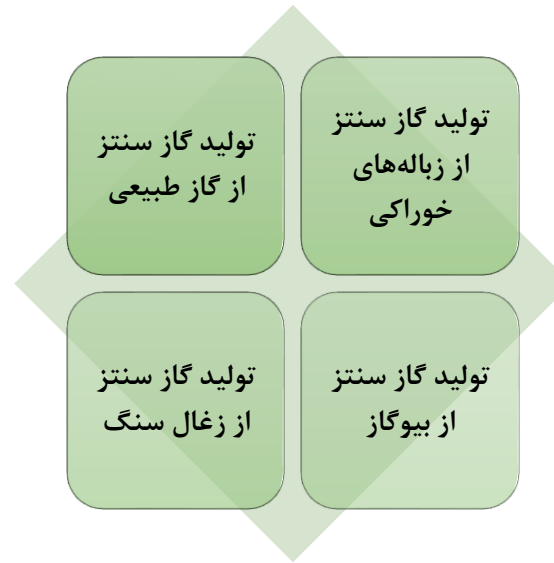 تولید گاز سنتز
از زباله‌های
خوراکی
تولید گاز سنتز
از گاز طبیعی
تولید گاز سنتز
از بیوگاز
تولید گاز سنتز
از زغال سنگ